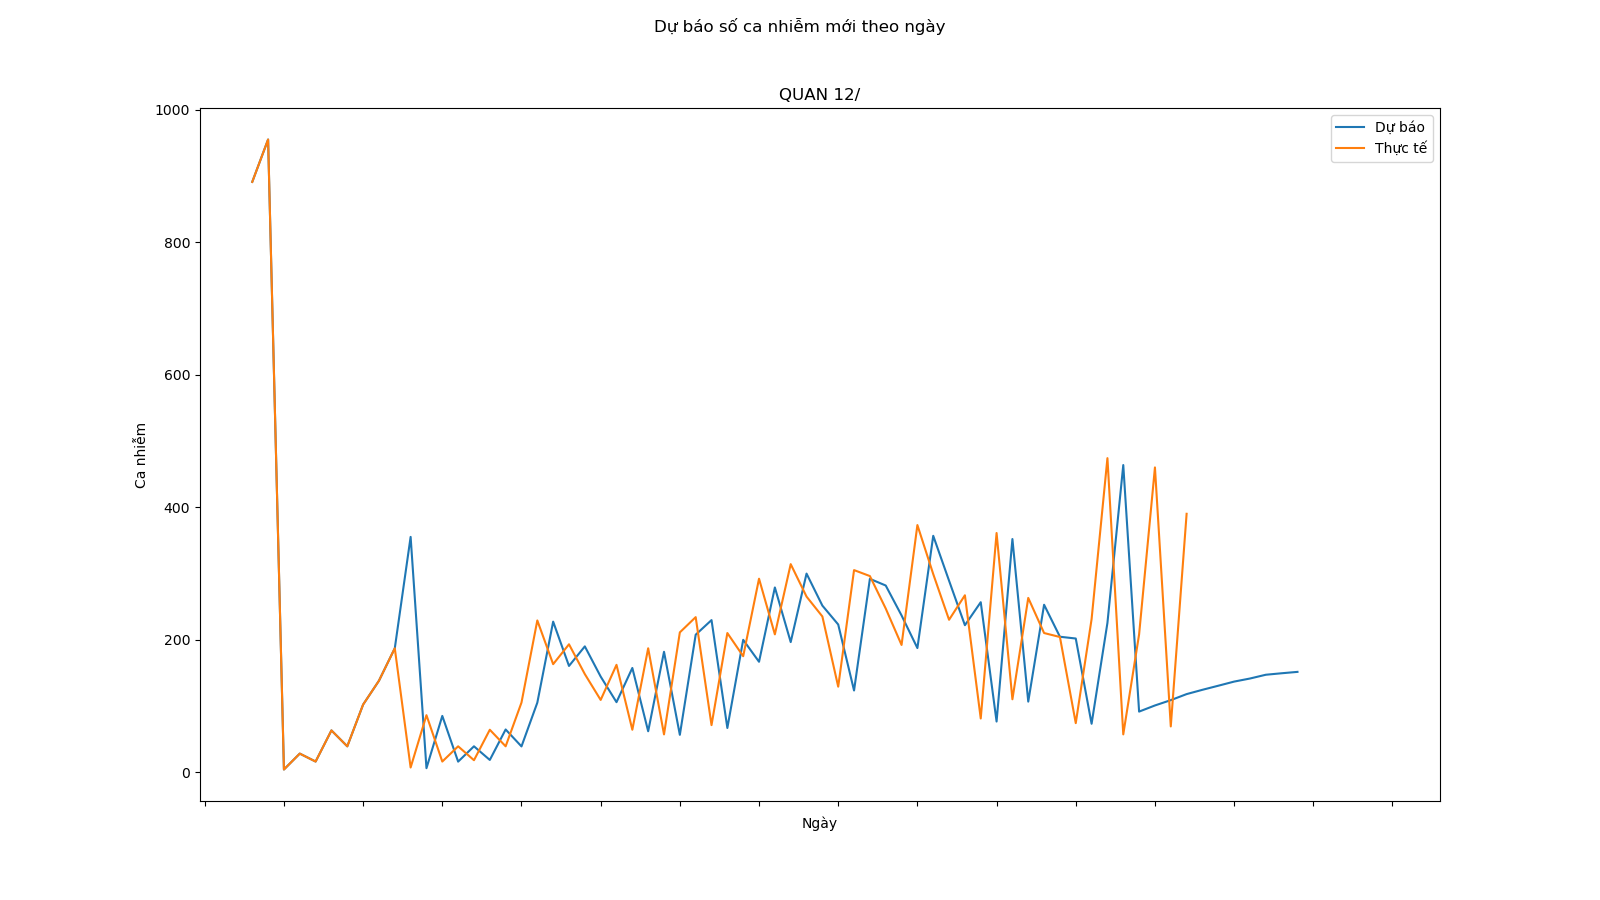 Dự báo số ca nhiễm mới theo ngày
QUAN 12/
1000
800
600
400
200
0
Ca nhiễm
Ngày
Dự báo
Thực tế